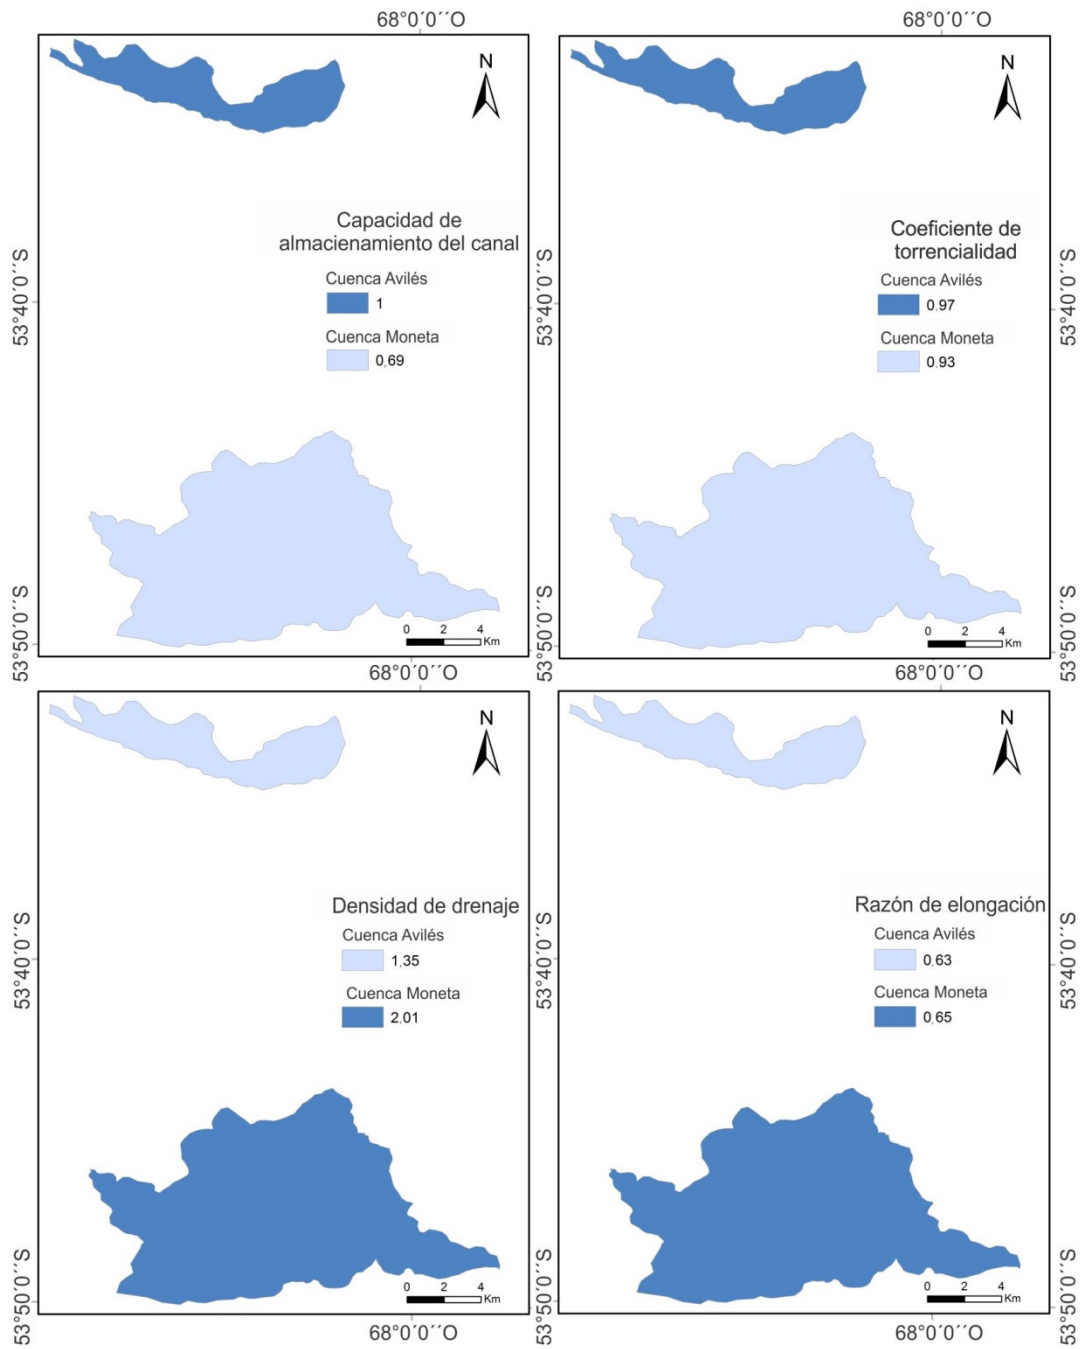 68°0´0´´O
68°0´0´´O
N
N
Capacidad de
almacienamiento del canal
Cuenca Avilés
1
Cuenca Moneta
0,69
Coeficiente de
torrencialidad
Cuenca Avilés
0.97
Cuenca Moneta
0.93
53°40´0´´S
53°40´0´´S
53°40´0´´S
0 2 4
Km
0 2 4
Km
53°50´0´´S
53°50´0´´S
53°50´0´´S
68°0´0´´O
68°0´0´´O
N
N
Densidad de drenaje
Cuenca Avilés
1,35
Cuenca Moneta
2,01
Razón de elongación
Cuenca Avilés
0,63
Cuenca Moneta
0,65
53°40´0´´S
53°40´0´´S
53°40´0´´S
0 2 4
Km
0 2 4
Km
53°50´0´´S
53°50´0´´S
53°50´0´´S
68°0´0´´O
68°0´0´´O